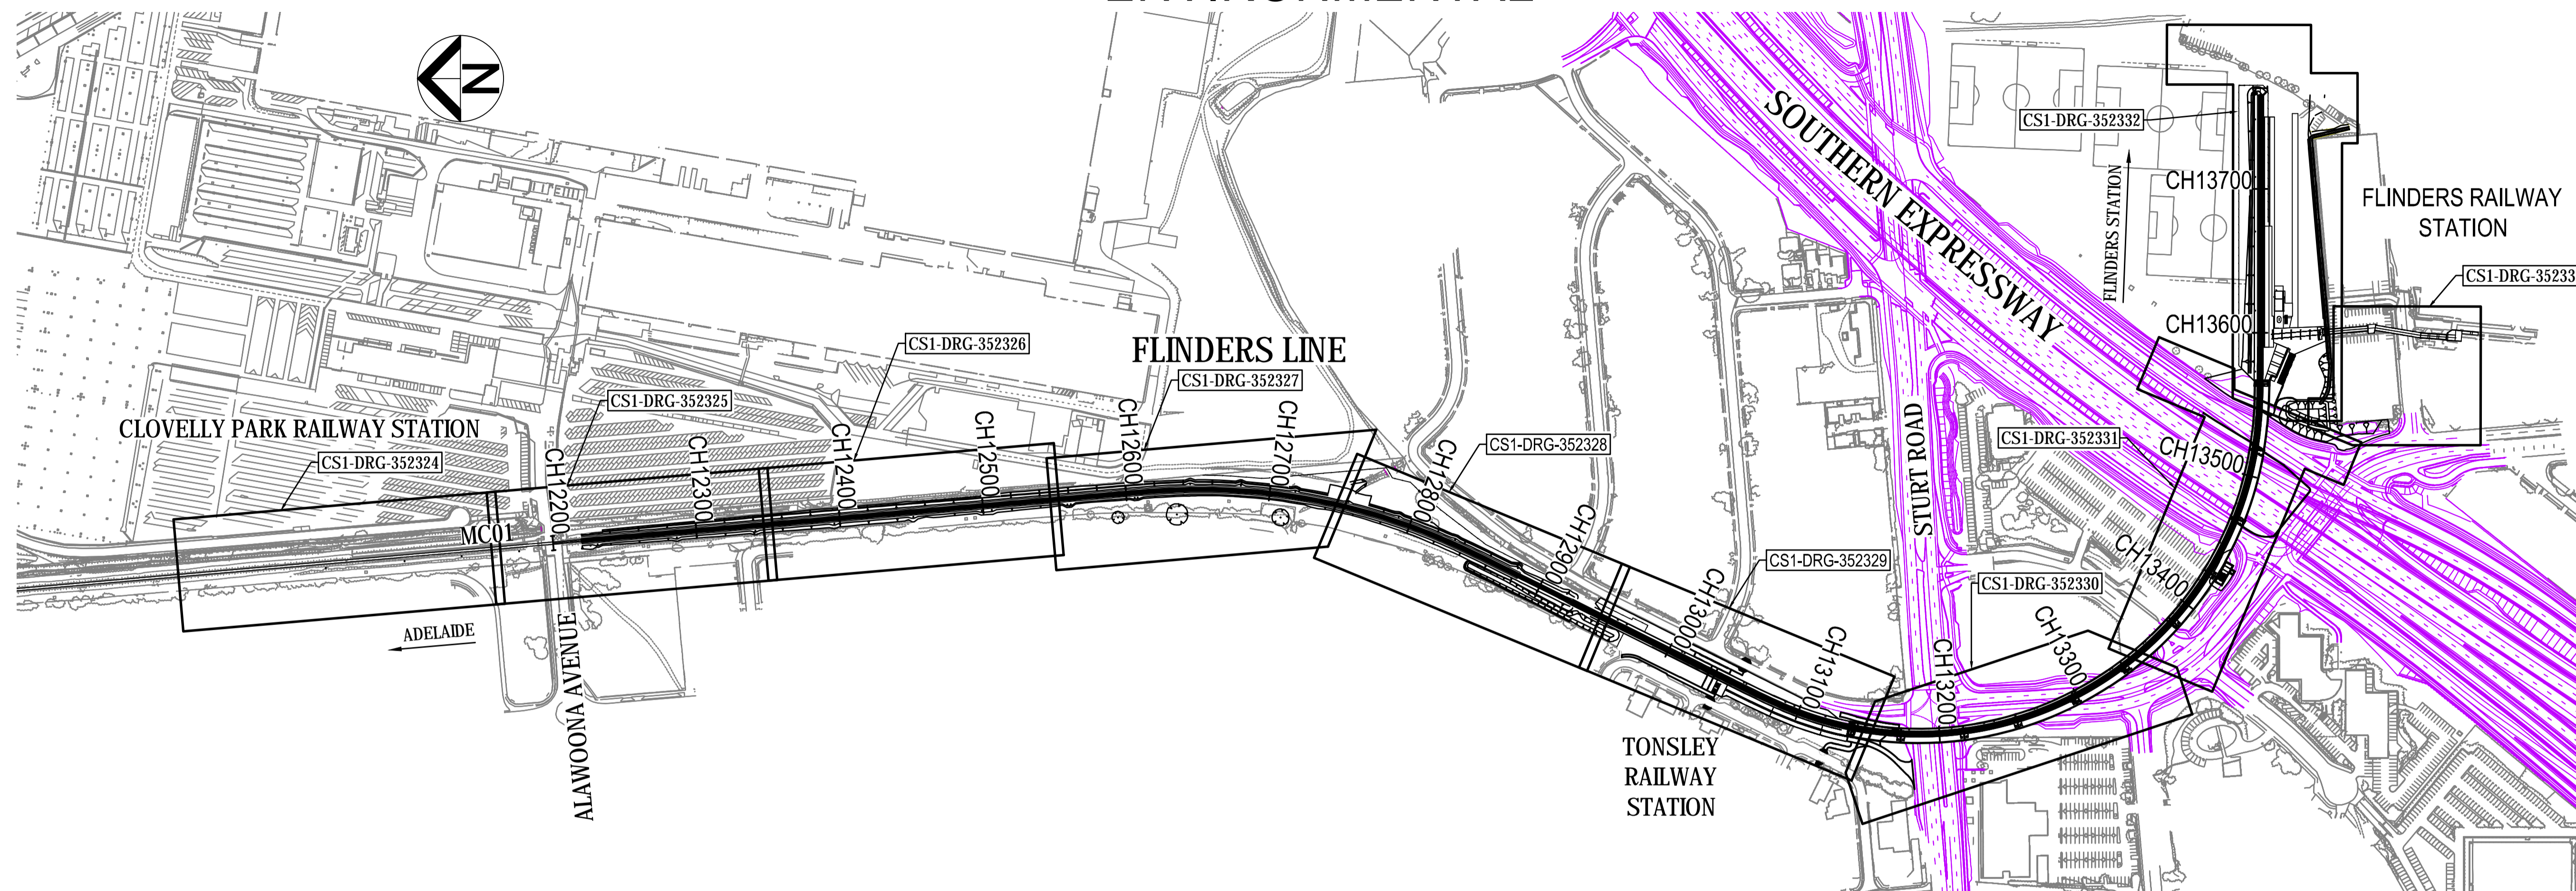 N
SOUTHERN EXPRESSWAY
CS1-DRG-352332
FLINDERS STATION
CH13700
FLINDERS RAILWAY
STATION
CS1-DRG-35233
CH13600
CS1-DRG-352326
FLINDERS LINE
CS1-DRG-352327
CS1-DRG-352325
CLOVELLY PARK RAILWAY STATION
CS1-DRG-352324
MC01
CH12200
CH12300
CH12400
CH12500
CH12600
CH12700
CH12800
CS1-DRG-352328
CH12900
CH13000
CS1-DRG-352329
CH13100
STURT ROAD
CH13200
CS1-DRG-352330
CH13300
CH13400
CS1-DRG-352331
CH13500
ADELAIDE
ALAWOONA AVENUE
TONSLEY
RAILWAY
STATION